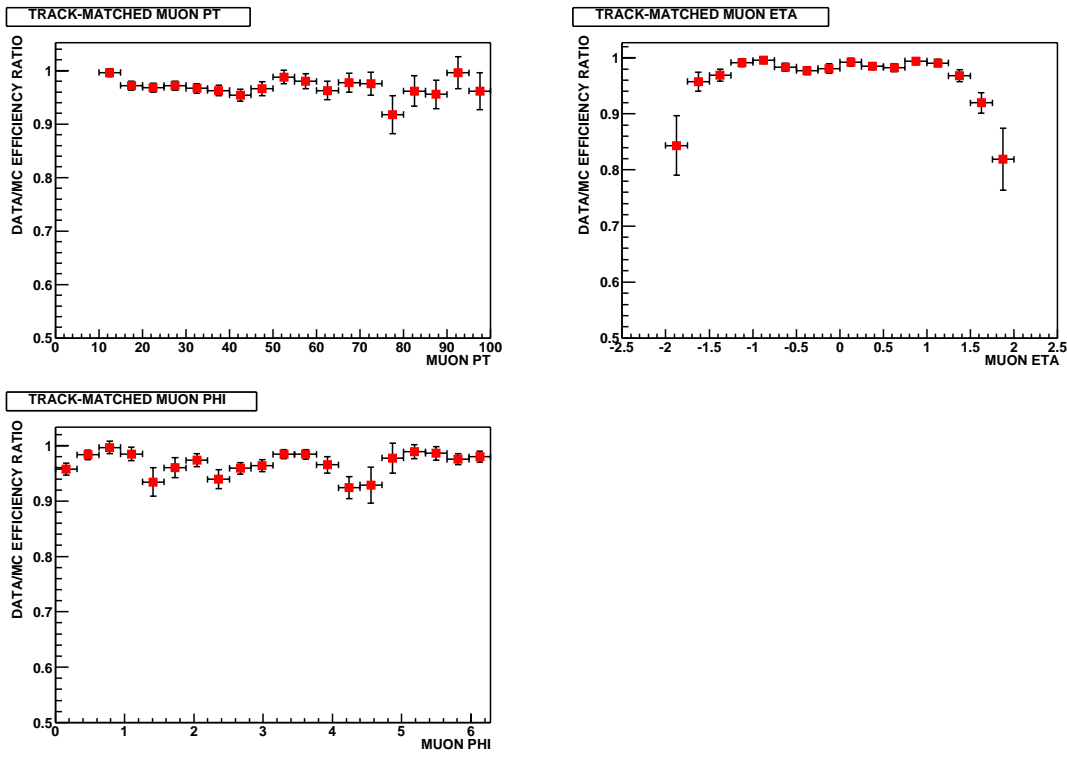 TRACK-MATCHED MUON PT
DATA/MC EFFICIENCY RATIO
1
0.9
0.8
0.7
0.6
0.5
0 10 20 30 40 50 60 70 80 90 100
MUON PT
TRACK-MATCHED MUON ETA
DATA/MC EFFICIENCY RATIO
1
0.9
0.8
0.7
0.6
0.5
-2.5 -2 -1.5 -1 -0.5 0 0.5 1 1.5 2 2.5
MUON ETA
TRACK-MATCHED MUON PHI
DATA/MC EFFICIENCY RATIO
1
0.9
0.8
0.7
0.6
0.5
0 1 2 3 4 5 6
MUON PHI